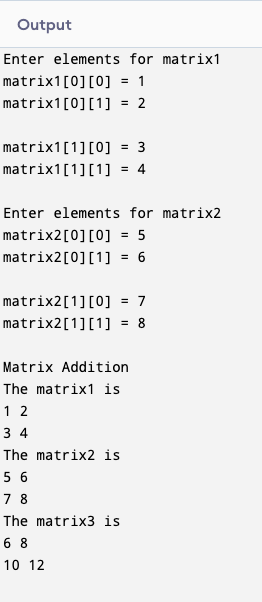 Output
Enter elements for matrix1
matrix1[0][0] = 1
matrix1[0][1] = 2
matrix1[1][0] = 3
matrix1[1][1] = 4
Enter elements for matrix2
matrix2[0][0] = 5
matrix2[0][1] = 6
matrix2[1][0] = 7
matrix2[1][1] = 8
Matrix Addition
The matrix1 is
1 2
3 4
The matrix2 is
5 6
7 8
The matrix3 is
6 8
10 12